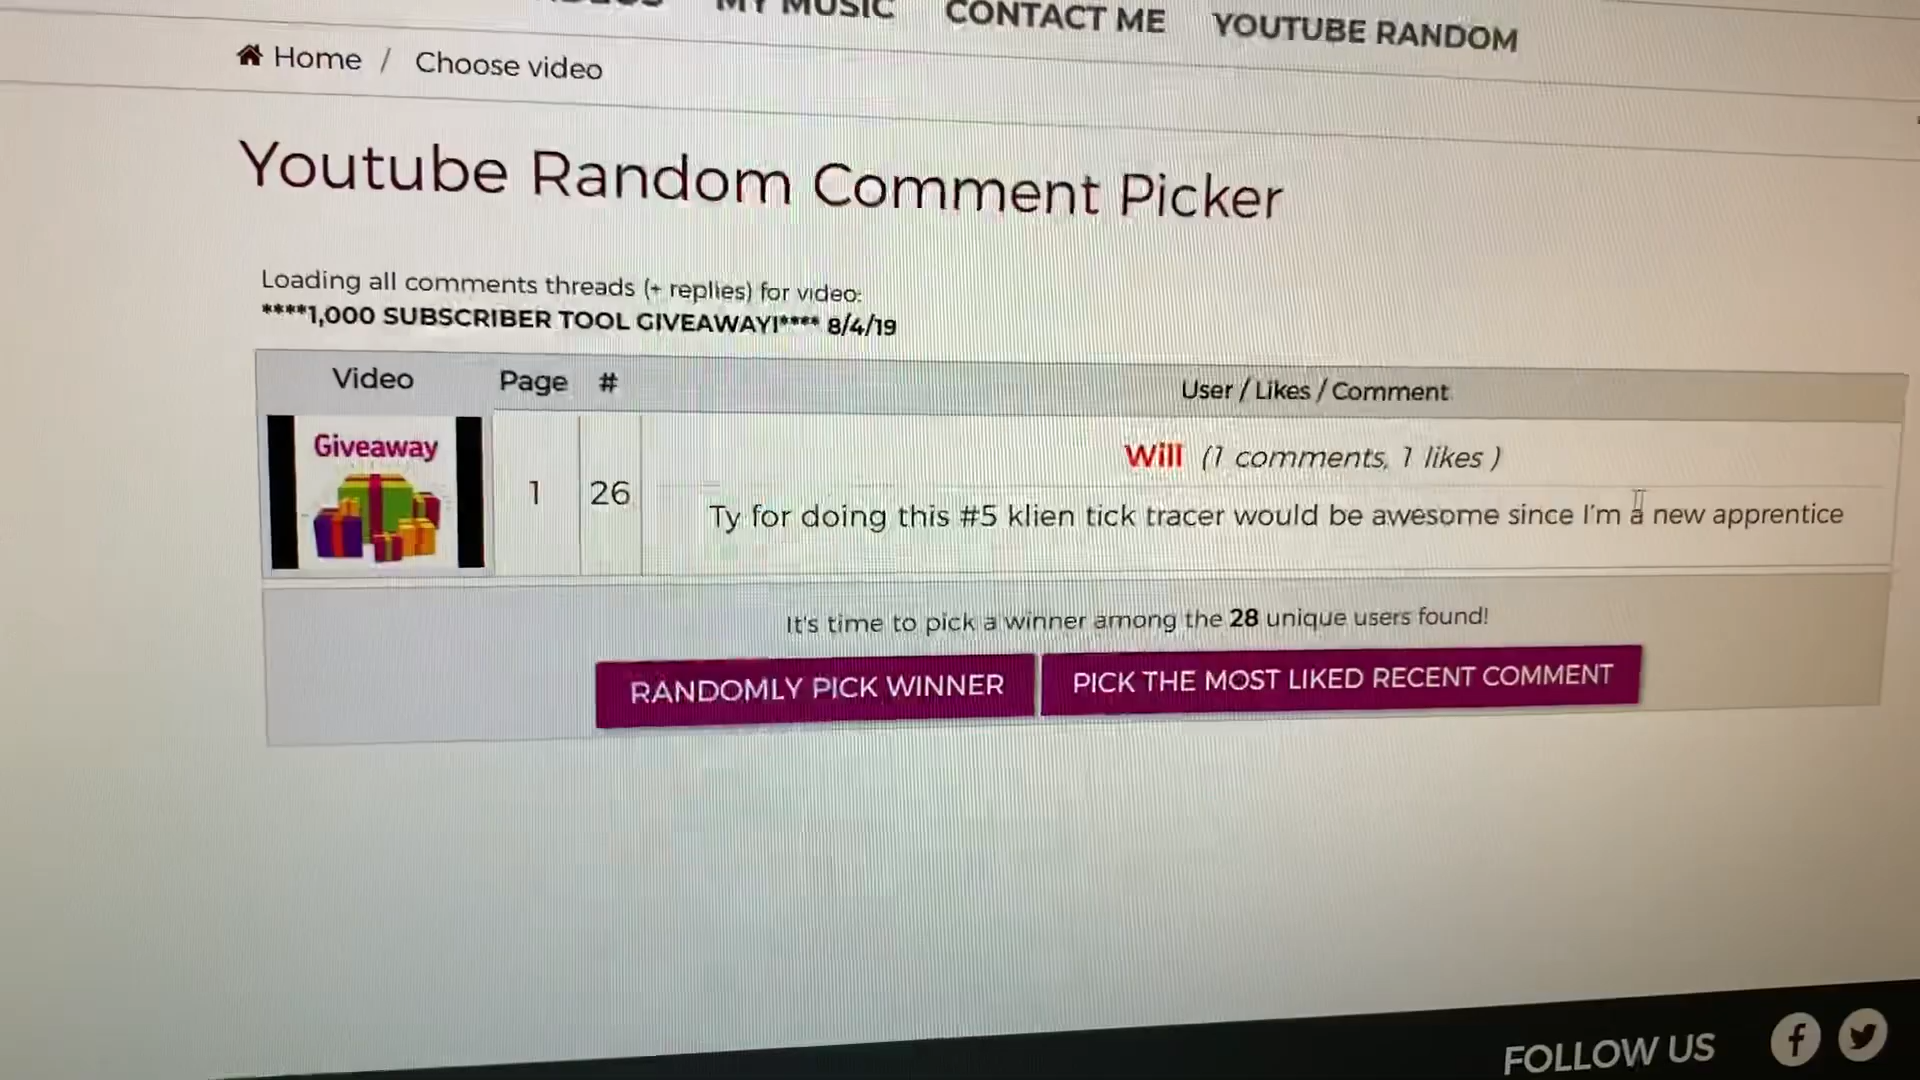 MY MUSIC CONTACT ME YOUTUBE RANDOM
Home / Choose video
Youtube Random Comment Picker
Loading all comments threads (+ replies) for video:
****1,000 SUBSCRIBER TOOL GIVEAWAY!**** 8/4/19
Video Page # User / Likes / Comment
Giveaway
1 26
Will (1 comments, 1 likes )
Ty for doing this #5 klien tick tracer would be awesome since I'm a new apprentice
It's time to pick a winner among the 28 unique users found!
RANDOMLY PICK WINNER PICK THE MOST LIKED RECENT COMMENT
FOLLOW US